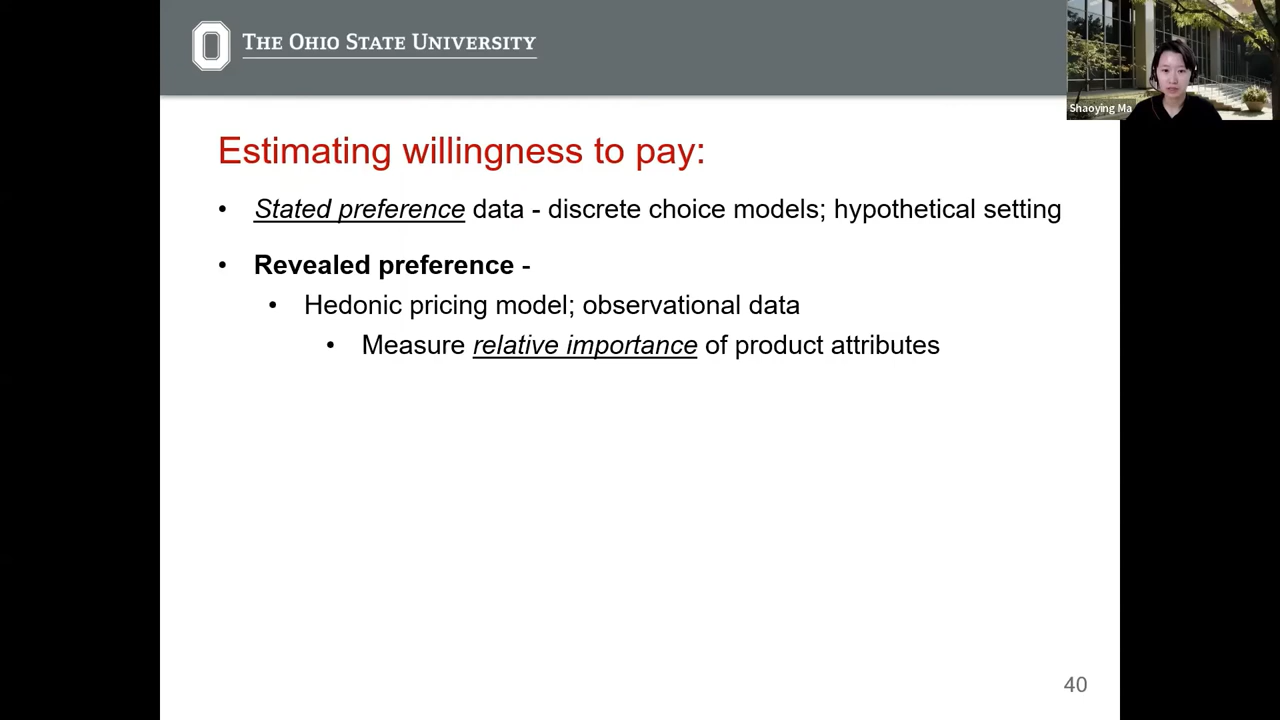 THE OHIO STATE UNIVERSITY
Shaoying Ma
Estimating willingness to pay:
• Stated preference data - discrete choice models; hypothetical setting
• Revealed preference -
• Hedonic pricing model; observational data
• Measure relative importance of product attributes
40